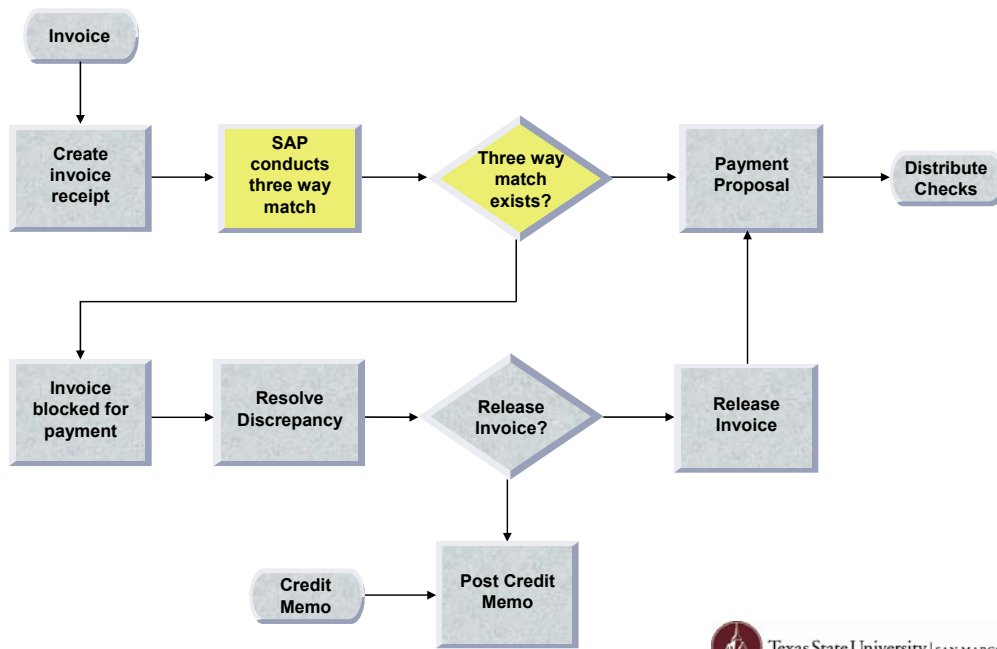 Invoice
Create
invoice
receipt
SAP
conducts
three way
match
Three way
match
exists?
Payment
Proposal
Distribute
Checks
Invoice
blocked for
payment
Resolve
Discrepancy
Release
Invoice?
Release
Invoice
Credit
Memo
Post Credit
Memo
Texas State University